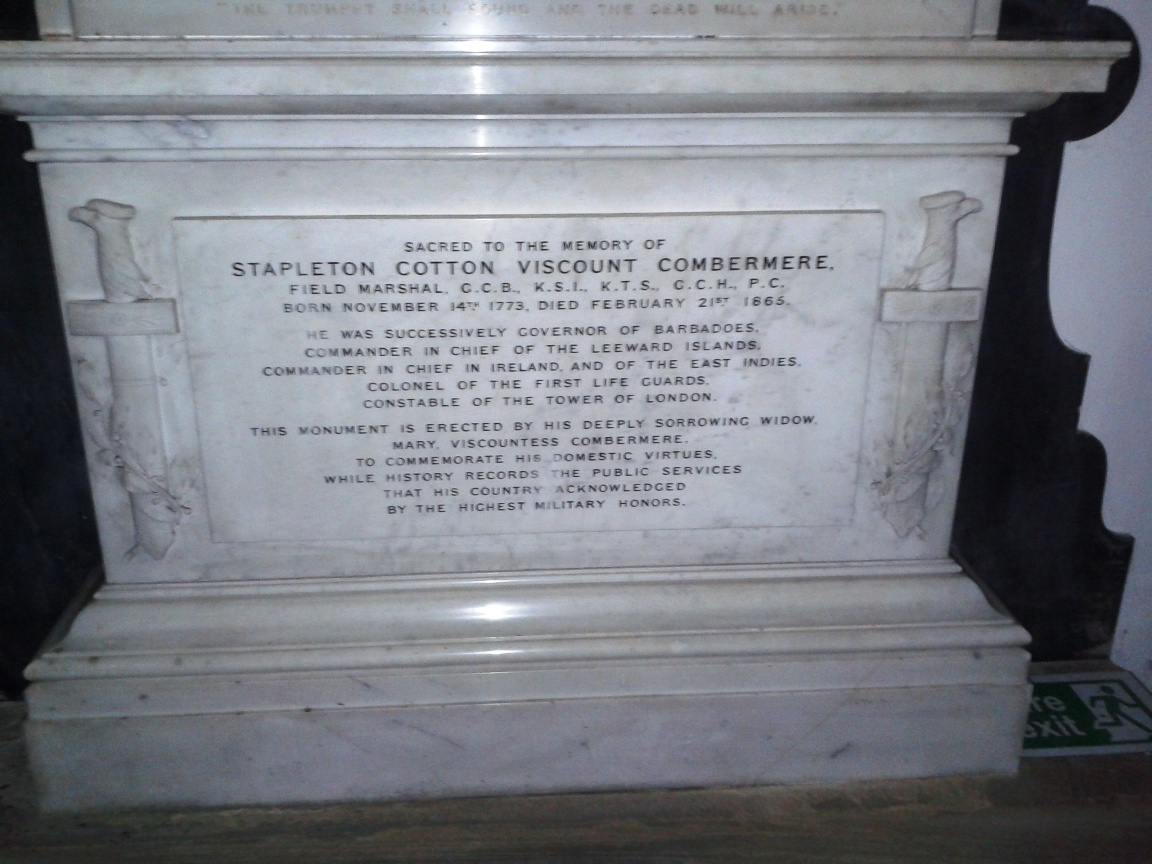 "THE TRUMPET SHALL SOUND AND THE DEAD WILL ARISE."
SACRED TO THE MEMORY OF
STAPLETON COTTON VISCOUNT COMBERMERE,
FIELD MARSHAL, G.C.B., K.S.I., K.T.S., G.C.H., P.C.
BORN NOVEMBER 14TH 1773, DIED FEBRUARY 21ST 1865.
HE WAS SUCCESSIVELY GOVERNOR OF BARBADOES,
COMMANDER IN CHIEF OF THE LEEWARD ISLANDS,
COMMANDER IN CHIEF IN IRELAND, AND OF THE EAST INDIES,
COLONEL OF THE FIRST LIFE GUARDS,
CONSTABLE OF THE TOWER OF LONDON.
THIS MONUMENT IS ERECTED BY HIS DEEPLY SORROWING WIDOW,
MARY, VISCOUNTESS COMBERMERE,
TO COMMEMORATE HIS DOMESTIC VIRTUES,
WHILE HISTORY RECORDS THE PUBLIC SERVICES
THAT HIS COUNTRY ACKNOWLEDGED
BY THE HIGHEST MILITARY HONORS.
re
exit